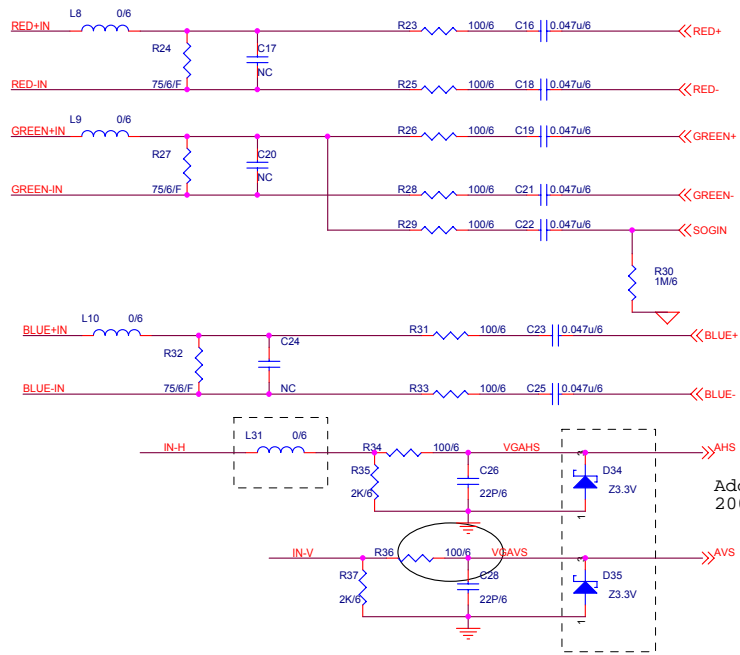 L8 0/6 R23 100/6 C16 0.047u/6
RED+IN RED+
R24 C17
NC
RED-IN 75/6/F R25 100/6 C18 0.047u/6 RED-
L9 0/6
GREEN+IN R26 100/6 C19 0.047u/6 GREEN+
R27 C20
NC
GREEN-IN 75/6/F R28 100/6 C21 0.047u/6 GREEN-
R29 100/6 C22 0.047u/6 SOGIN
R30
1M/6
L10 0/6
BLUE+IN R31 100/6 C23 0.047u/6 BLUE+
R32 C24
BLUE-IN 75/6/F NC R33 100/6 C25 0.047u/6 BLUE-
L31 0/6
IN-H R34 100/6 VGAHS AHS
R35 C26 D34
2K/6 22P/6 Z3.3V
1
IN-V R36 100/6 VGAVS AVS
R37 C28 D35
2K/6 22P/6 Z3.3V
1